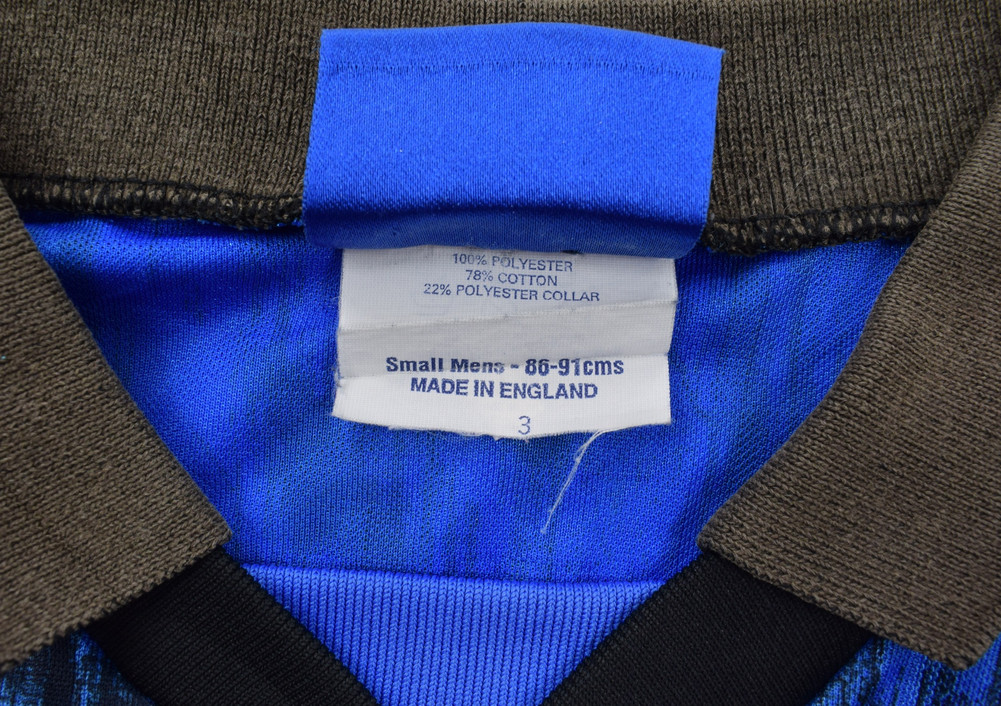 100% POLYESTER
78% COTTON
22% POLYESTER COLLAR
Small Mens - 86-91cms
MADE IN ENGLAND
3